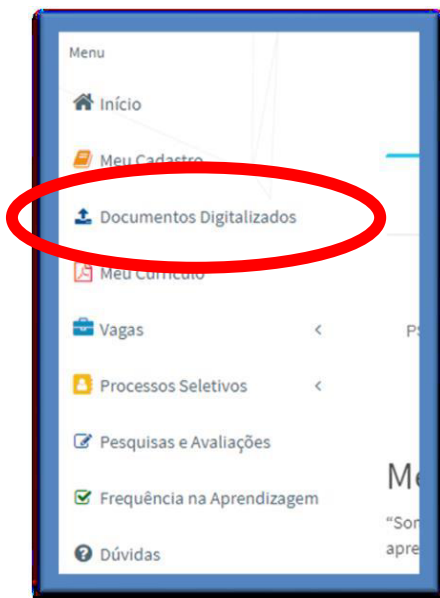 Menu
Início
Meu Cadastro
Documentos Digitalizados
Meu Currículo
Vagas
Processos Seletivos
Pesquisas e Avaliações
Me
Frequência na Aprendizagem
"Sor
apre
Dúvidas